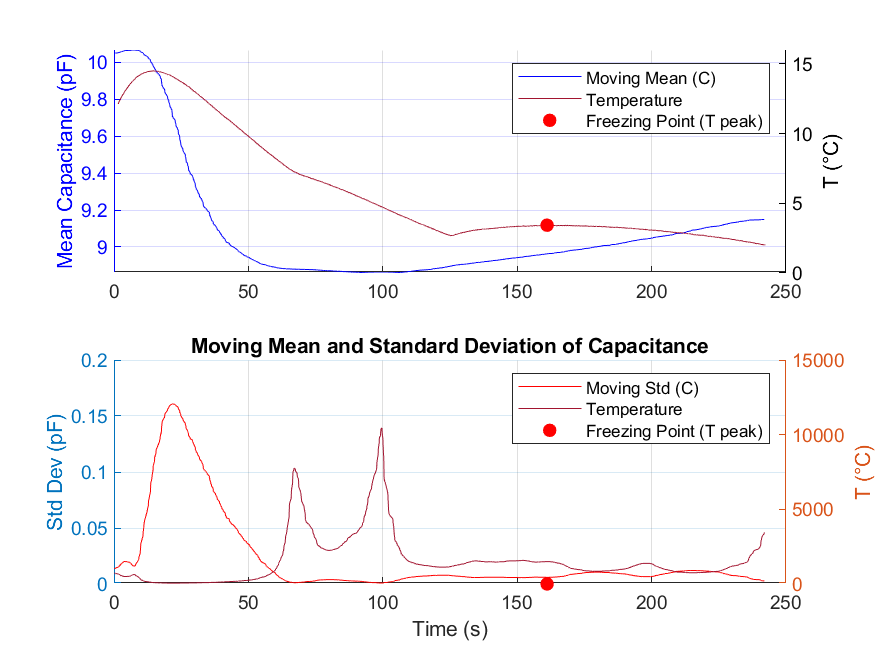 Mean Capacitance (pF)
10
9.8
9.6
9.4
9.2
9
15
10
5
0
T (°C)
Moving Mean (C)
Temperature
Freezing Point (T peak)
0 50 100 150 200 250
Moving Mean and Standard Deviation of Capacitance
Std Dev (pF)
0.2
0.15
0.1
0.05
0
15000
10000
5000
0
T (°C)
Moving Std (C)
Temperature
Freezing Point (T peak)
0 50 100 150 200 250
Time (s)